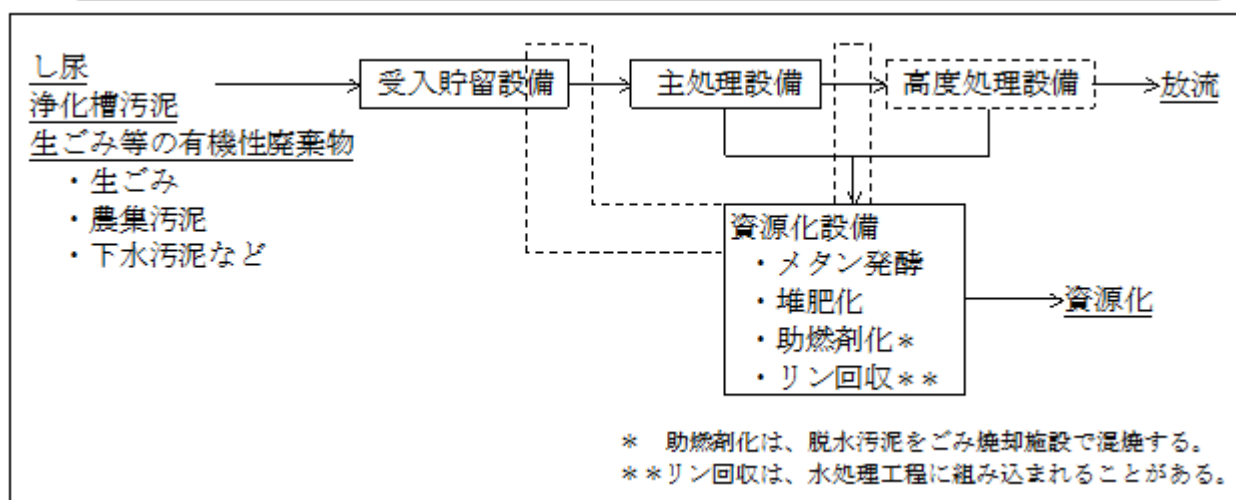 し尿
浄化槽汚泥
生ごみ等の有機性廃棄物
・生ごみ
・農集汚泥
・下水汚泥など
受入貯留設備
主処理設備
高度処理設備
放流
資源化設備
・メタン発酵
・堆肥化
・助燃剤化＊
・リン回収＊＊
資源化
＊　助燃剤化は、脱水汚泥をごみ焼却施設で混焼する。
＊＊リン回収は、水処理工程に組み込まれることがある。